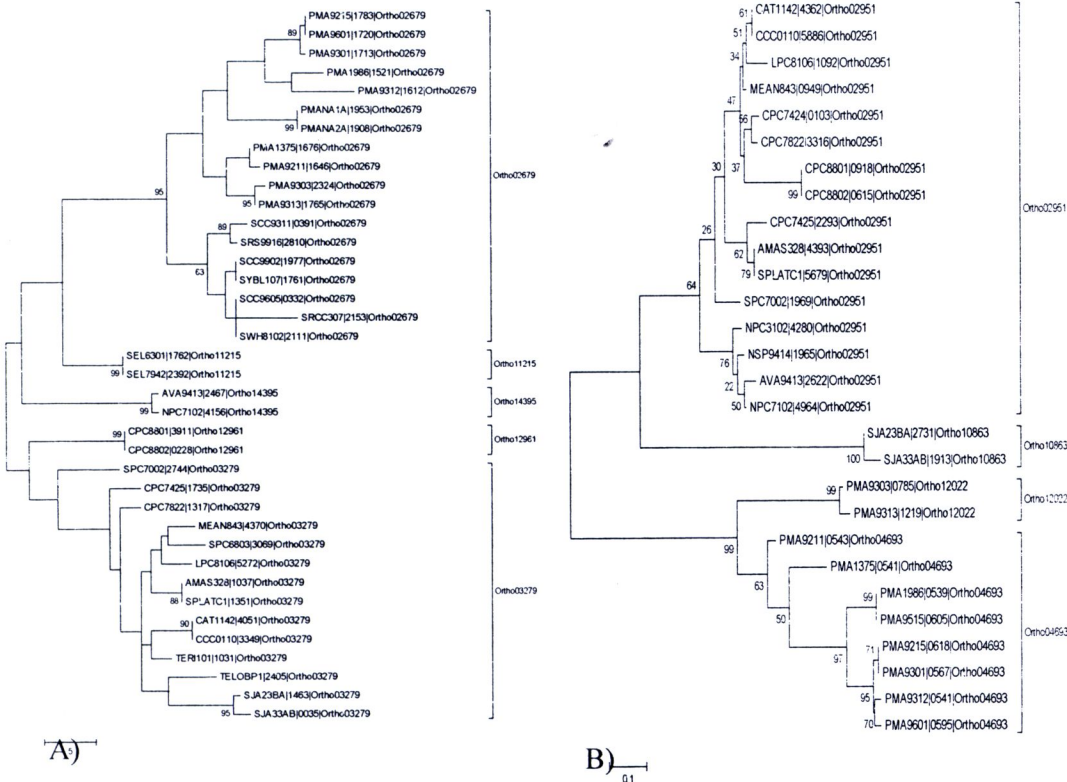 PMA9215|1783|Ortho02679
89
PMA9601|1720|Ortho02679
PMA9301|1713|Ortho02679
PMA1986|1521|Ortho02679
PMA9312|1612|Ortho02679
PMANA1A|1953|Ortho02679
99
PMANA2A|1908|Ortho02679
PMA1375|1676|Ortho02679
PMA9211|1646|Ortho02679
Ortho02679
PMA9303|2324|Ortho02679
95
95
PMA9313|1765|Ortho02679
SCC9311|0391|Ortho02679
89
SRS9916|2810|Ortho02679
SCC9902|1977|Ortho02679
63
SYBL107|1761|Ortho02679
SCC9605|0332|Ortho02679
SRCC307|2153|Ortho02679
SWH8102|2111|Ortho02679
SEL6301|1762|Ortho11215
Ortho11215
99
SEL7942|2392|Ortho11215
AVA9413|2467|Ortho14395
Ortho14395
99
NPC7102|4156|Ortho14395
99
CPC8801|3911|Ortho12961
Ortho12961
CPC8802|0228|Ortho12961
SPC7002|2744|Ortho03279
CPC7425|1735|Ortho03279
CPC7822|1317|Ortho03279
MEAN843|4370|Ortho03279
SPC6803|3069|Ortho03279
LPC8106|5272|Ortho03279
AMAS328|1037|Ortho03279
Ortho03279
88
SPLATC1|1351|Ortho03279
90
CAT1142|4051|Ortho03279
CCC0110|3349|Ortho03279
TERI101|1031|Ortho03279
TELOBP1|2405|Ortho03279
SJA23BA|1463|Ortho03279
95
SJA33AB|0035|Ortho03279
A)
61
CAT1142|4362|Ortho02951
51
CCC0110|5886|Ortho02951
34
LPC8106|1092|Ortho02951
MEAN843|0949|Ortho02951
47
CPC7424|0103|Ortho02951
66
CPC7822|3316|Ortho02951
30
37
CPC8801|0918|Ortho02951
99
CPC8802|0615|Ortho02951
Ortho02951
CPC7425|2293|Ortho02951
26
62
AMAS328|4393|Ortho02951
79
SPLATC1|5679|Ortho02951
64
SPC7002|1969|Ortho02951
NPC3102|4280|Ortho02951
76
NSP9414|1965|Ortho02951
22
AVA9413|2622|Ortho02951
50
NPC7102|4964|Ortho02951
SJA23BA|2731|Ortho10863
Ortho10863
100
SJA33AB|1913|Ortho10863
99
PMA9303|0785|Ortho12022
Ortho12022
PMA9313|1219|Ortho12022
99
PMA9211|0543|Ortho04693
63
PMA1375|0541|Ortho04693
50
99
PMA1986|0539|Ortho04693
PMA9515|0605|Ortho04693
Ortho04693
97
71
PMA9215|0618|Ortho04693
PMA9301|0567|Ortho04693
95
PMA9312|0541|Ortho04693
70
PMA9601|0595|Ortho04693
B)
0.1